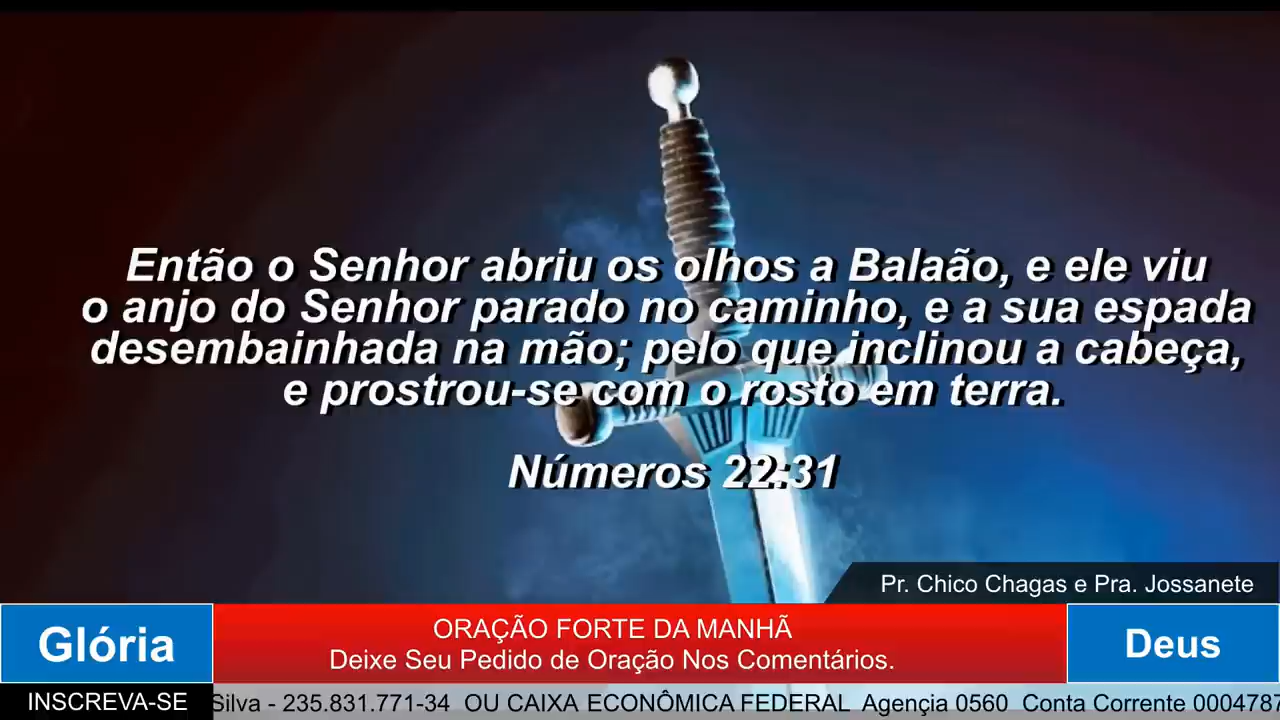 Então o Senhor abriu os olhos a Balaão, e ele viu
o anjo do Senhor parado no caminho, e a sua espada
desembainhada na mão; pelo que inclinou a cabeça,
e prostrou-se com o rosto em terra.
Números 22:31
Pr. Chico Chagas e Pra. Jossanete
Glória
ORAÇÃO FORTE DA MANHÃ
Deixe Seu Pedido de Oração Nos Comentários.
Deus
INSCREVA-SE
Silva - 235.831.771-34 OU CAIXA ECONÔMICA FEDERAL Agençia 0560 Conta Corrente 0004787